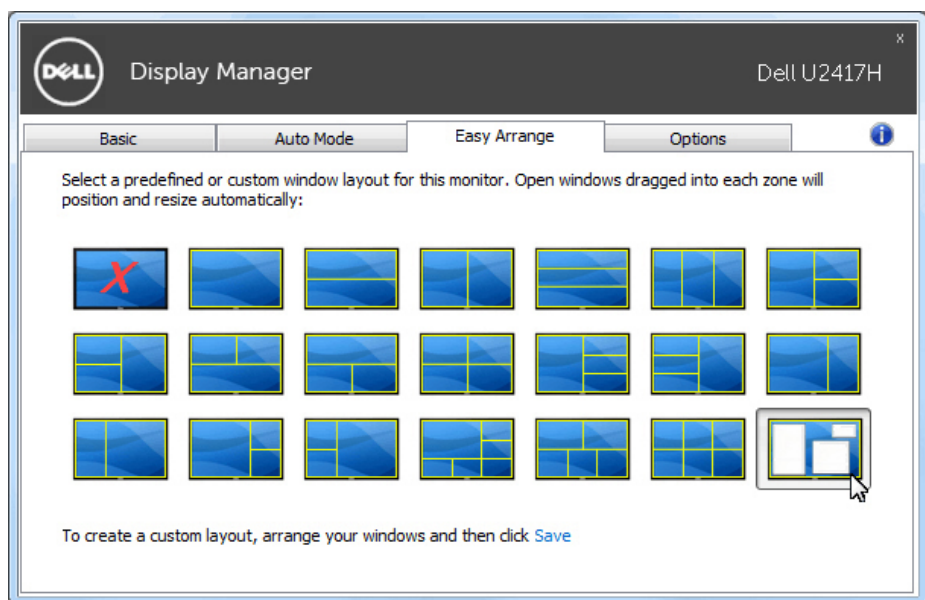 x
DELL Display Manager Dell U2417H
Basic Auto Mode Easy Arrange Options i
Select a predefined or custom window layout for this monitor. Open windows dragged into each zone will
position and resize automatically:
X
To create a custom layout, arrange your windows and then click Save